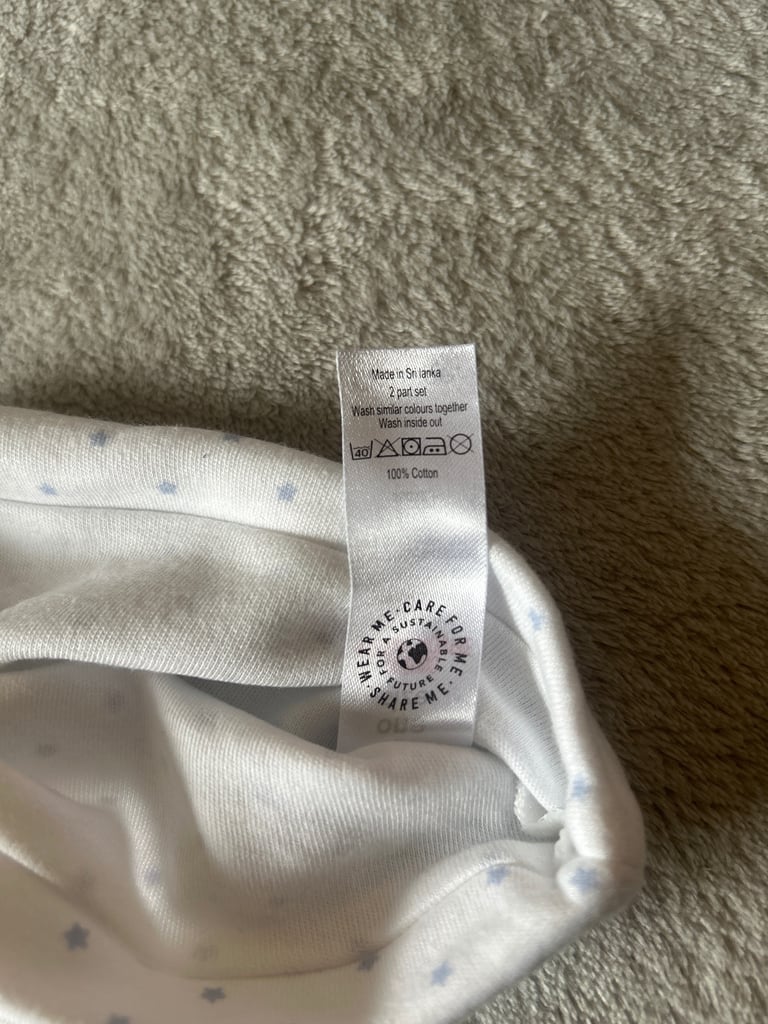 Made in Sri lanka
2 part set
Wash similar colours together
Wash inside out
40
100% Cotton
WEAR ME · CARE FOR ME · SHARE ME ·
FOR A SUSTAINABLE FUTURE